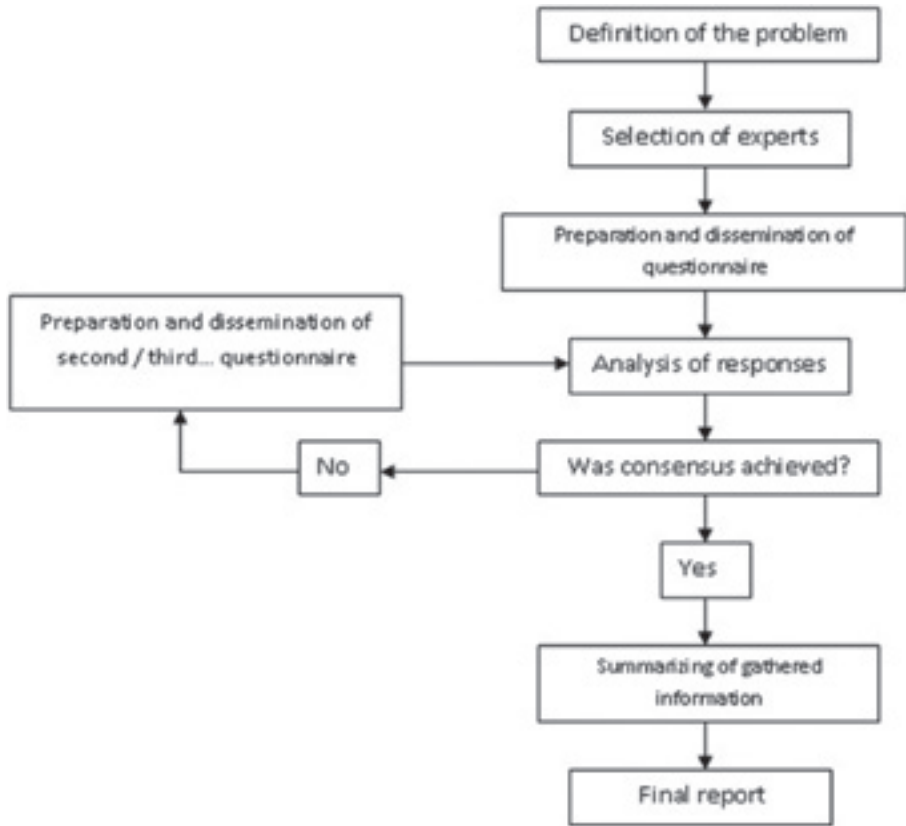 Definition of the problem
Selection of experts
Preparation and dissemination of
questionnaire
Preparation and dissemination of
second / third... questionnaire
Analysis of responses
No
Was consensus achieved?
Yes
Summarizing of gathered
information
Final report